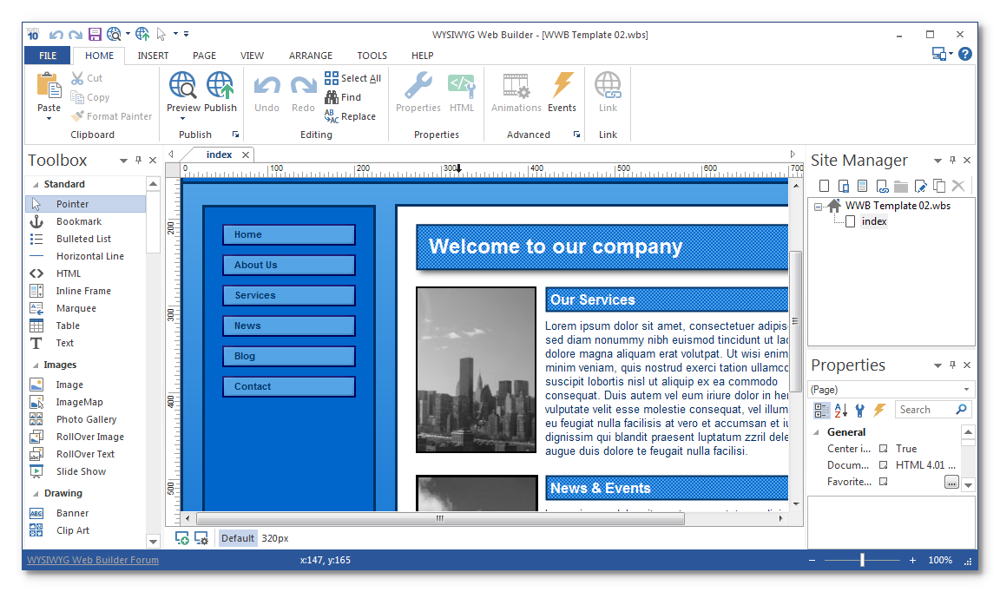 WYSIWYG Web Builder - [WWB Template 02.wbs]
FILE HOME INSERT PAGE VIEW ARRANGE TOOLS HELP
Paste
Cut
Copy
Format Painter
Clipboard
Preview Publish
Publish
Undo Redo
Select All
Find
Replace
Editing
Properties HTML
Properties
Animations Events
Advanced
Link
Link
Toolbox
Standard
Pointer
Bookmark
Bulleted List
Horizontal Line
HTML
Inline Frame
Marquee
Table
Text
Images
Image
ImageMap
Photo Gallery
RollOver Image
RollOver Text
Slide Show
Drawing
Banner
Clip Art
index
0 100 200 300 400 500 600 700
200
300
400
500
Home
About Us
Services
News
Blog
Contact
Welcome to our company
Our Services
Lorem ipsum dolor sit amet, consectetuer adipis
sed diam nonummy nibh euismod tincidunt ut lao
dolore magna aliquam erat volutpat. Ut wisi enim
minim veniam, quis nostrud exerci tation ullamco
suscipit lobortis nisl ut aliquip ex ea commodo
consequat. Duis autem vel eum iriure dolor in hen
vulputate velit esse molestie consequat, vel illum
eu feugiat nulla facilisis at vero et accumsan et iu
dignissim qui blandit praesent luptatum zzril dele
augue duis dolore te feugait nulla facilisi.
News & Events
Default 320px
Site Manager
WWB Template 02.wbs
index
Properties
(Page)
Search
General
Center i... True
Docum... HTML 4.01 ...
Favorite... ...
WYSIWYG Web Builder Forum
x:147, y:165
100%